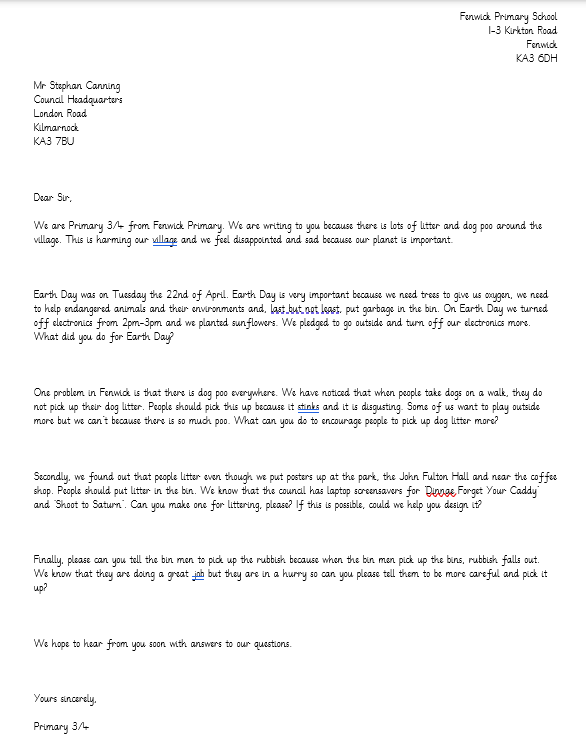 Fenwick Primary School
1-3 Kirkton Road
Fenwick
KA3 6DH
Mr Stephan Canning
Council Headquarters
London Road
Kilmarnock
KA3 7BU
Dear Sir,
We are Primary 3/4 from Fenwick Primary. We are writing to you because there is lots of litter and dog poo around the
village. This is harming our village and we feel disappointed and sad because our planet is important.
Earth Day was on Tuesday the 22nd of April. Earth Day is very important because we need trees to give us oxygen, we need
to help endangered animals and their environments and, last but not least, put garbage in the bin. On Earth Day we turned
off electronics from 2pm-3pm and we planted sunflowers. We pledged to go outside and turn off our electronics more.
What did you do for Earth Day?
One problem in Fenwick is that there is dog poo everywhere. We have noticed that when people take dogs on a walk, they do
not pick up their dog litter. People should pick this up because it stinks and it is disgusting. Some of us want to play outside
more but we can't because there is so much poo. What can you do to encourage people to pick up dog litter more?
Secondly, we found out that people litter even though we put posters up at the park, the John Fulton Hall and near the coffee
shop. People should put litter in the bin. We know that the council has laptop screensavers for 'Dinnae Forget Your Caddy'
and 'Shoot to Saturn'. Can you make one for littering, please? If this is possible, could we help you design it?
Finally, please can you tell the bin men to pick up the rubbish because when the bin men pick up the bins, rubbish falls out.
We know that they are doing a great job but they are in a hurry so can you please tell them to be more careful and pick it
up?
We hope to hear from you soon with answers to our questions.
Yours sincerely,
Primary 3/4